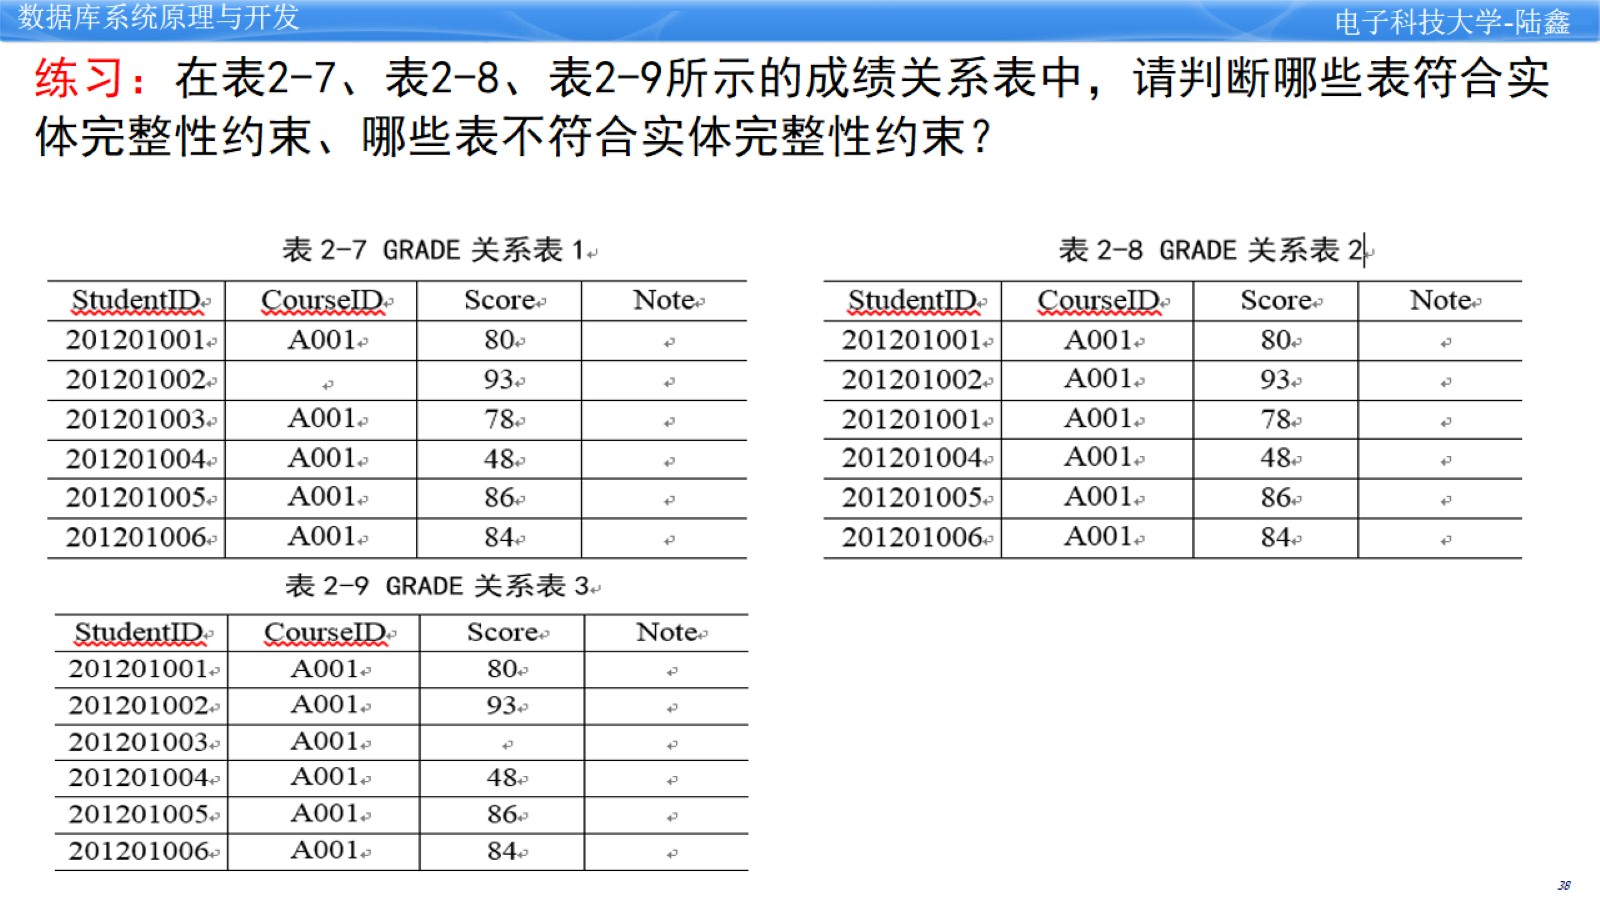 数据库系统原理与开发
电子科技大学-陆鑫
练习：在表2-7、表2-8、表2-9所示的成绩关系表中，请判断哪些表符合实
体完整性约束、哪些表不符合实体完整性约束？
表 2-7 GRADE 关系表 1
StudentID CourseID Score Note
201201001 A001 80
201201002 93
201201003 A001 78
201201004 A001 48
201201005 A001 86
201201006 A001 84
表 2-8 GRADE 关系表 2
StudentID CourseID Score Note
201201001 A001 80
201201002 A001 93
201201001 A001 78
201201004 A001 48
201201005 A001 86
201201006 A001 84
表 2-9 GRADE 关系表 3
StudentID CourseID Score Note
201201001 A001 80
201201002 A001 93
201201003 A001
201201004 A001 48
201201005 A001 86
201201006 A001 84
38